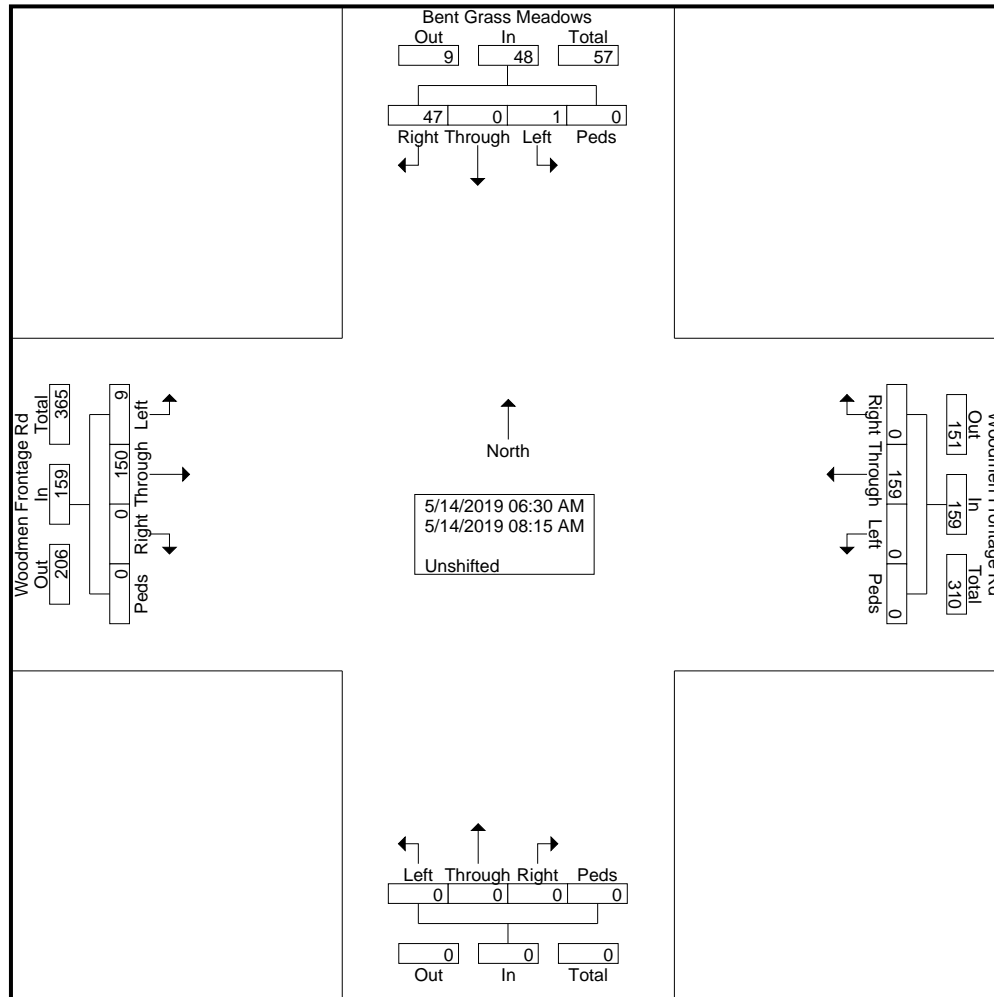 Bent Grass Meadows
Out In Total
9 48 57
47 0 1 0
Right Through Left Peds
Woodmen Frontage Rd
Total In Out
365 159 206
9 150 0 0
Left Through Right Peds
North
5/14/2019 06:30 AM
5/14/2019 08:15 AM
Unshifted
Right Through Left Peds
0 159 0 0
Out In Total
151 159 310
Woodmen Frontage Rd
Left Through Right Peds
0 0 0 0
0 0 0
Out In Total